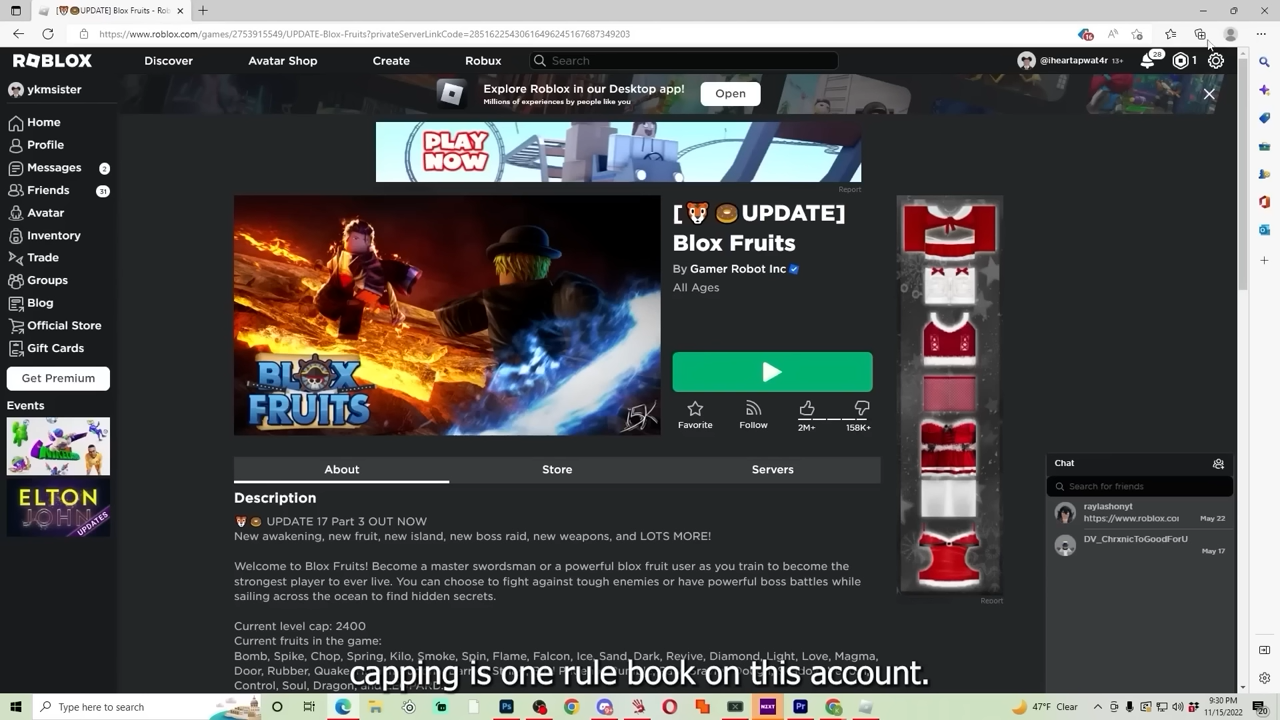 [🐯🍩UPDATE] Blox Fruits - Rob
https://www.roblox.com/games/2753915549/UPDATE-Blox-Fruits?privateServerLinkCode=28516225430616496245167687349203
16
ROBLOX
Discover
Avatar Shop
Create
Robux
Search
@iheartapwat4r 13+
28
1
ykmsister
Explore Roblox in our Desktop app!
Millions of experiences by people like you
Open
Home
Profile
Messages 2
Friends 31
Avatar
Inventory
Trade
Groups
Blog
Official Store
Gift Cards
Get Premium
Events
ELTON
JOHN
UPDATES
PLAY
NOW
Report
BLOX
FRUITS
[🐯🍩UPDATE]
Blox Fruits
By Gamer Robot Inc
All Ages
Favorite
Follow
2M+
158K+
About
Store
Servers
Description
🐯🍩 UPDATE 17 Part 3 OUT NOW
New awakening, new fruit, new island, new boss raid, new weapons, and LOTS MORE!
Welcome to Blox Fruits! Become a master swordsman or a powerful blox fruit user as you train to become the
strongest player to ever live. You can choose to fight against tough enemies or have powerful boss battles while
sailing across the ocean to find hidden secrets.
Current level cap: 2400
Current fruits in the game:
Bomb, Spike, Chop, Spring, Kilo, Smoke, Spin, Flame, Falcon, Ice, Sand, Dark, Revive, Diamond, Light, Love, Magma,
Door, Rubber, Quake
Control, Soul, Dragon,
capping is one rule book on this account.
Report
Chat
Search for friends
raylashonyt
https://www.roblox.co
May 22
DV_ChrxnicToGoodForU
May 17
Type here to search
47°F Clear
9:30 PM
11/15/2022
20